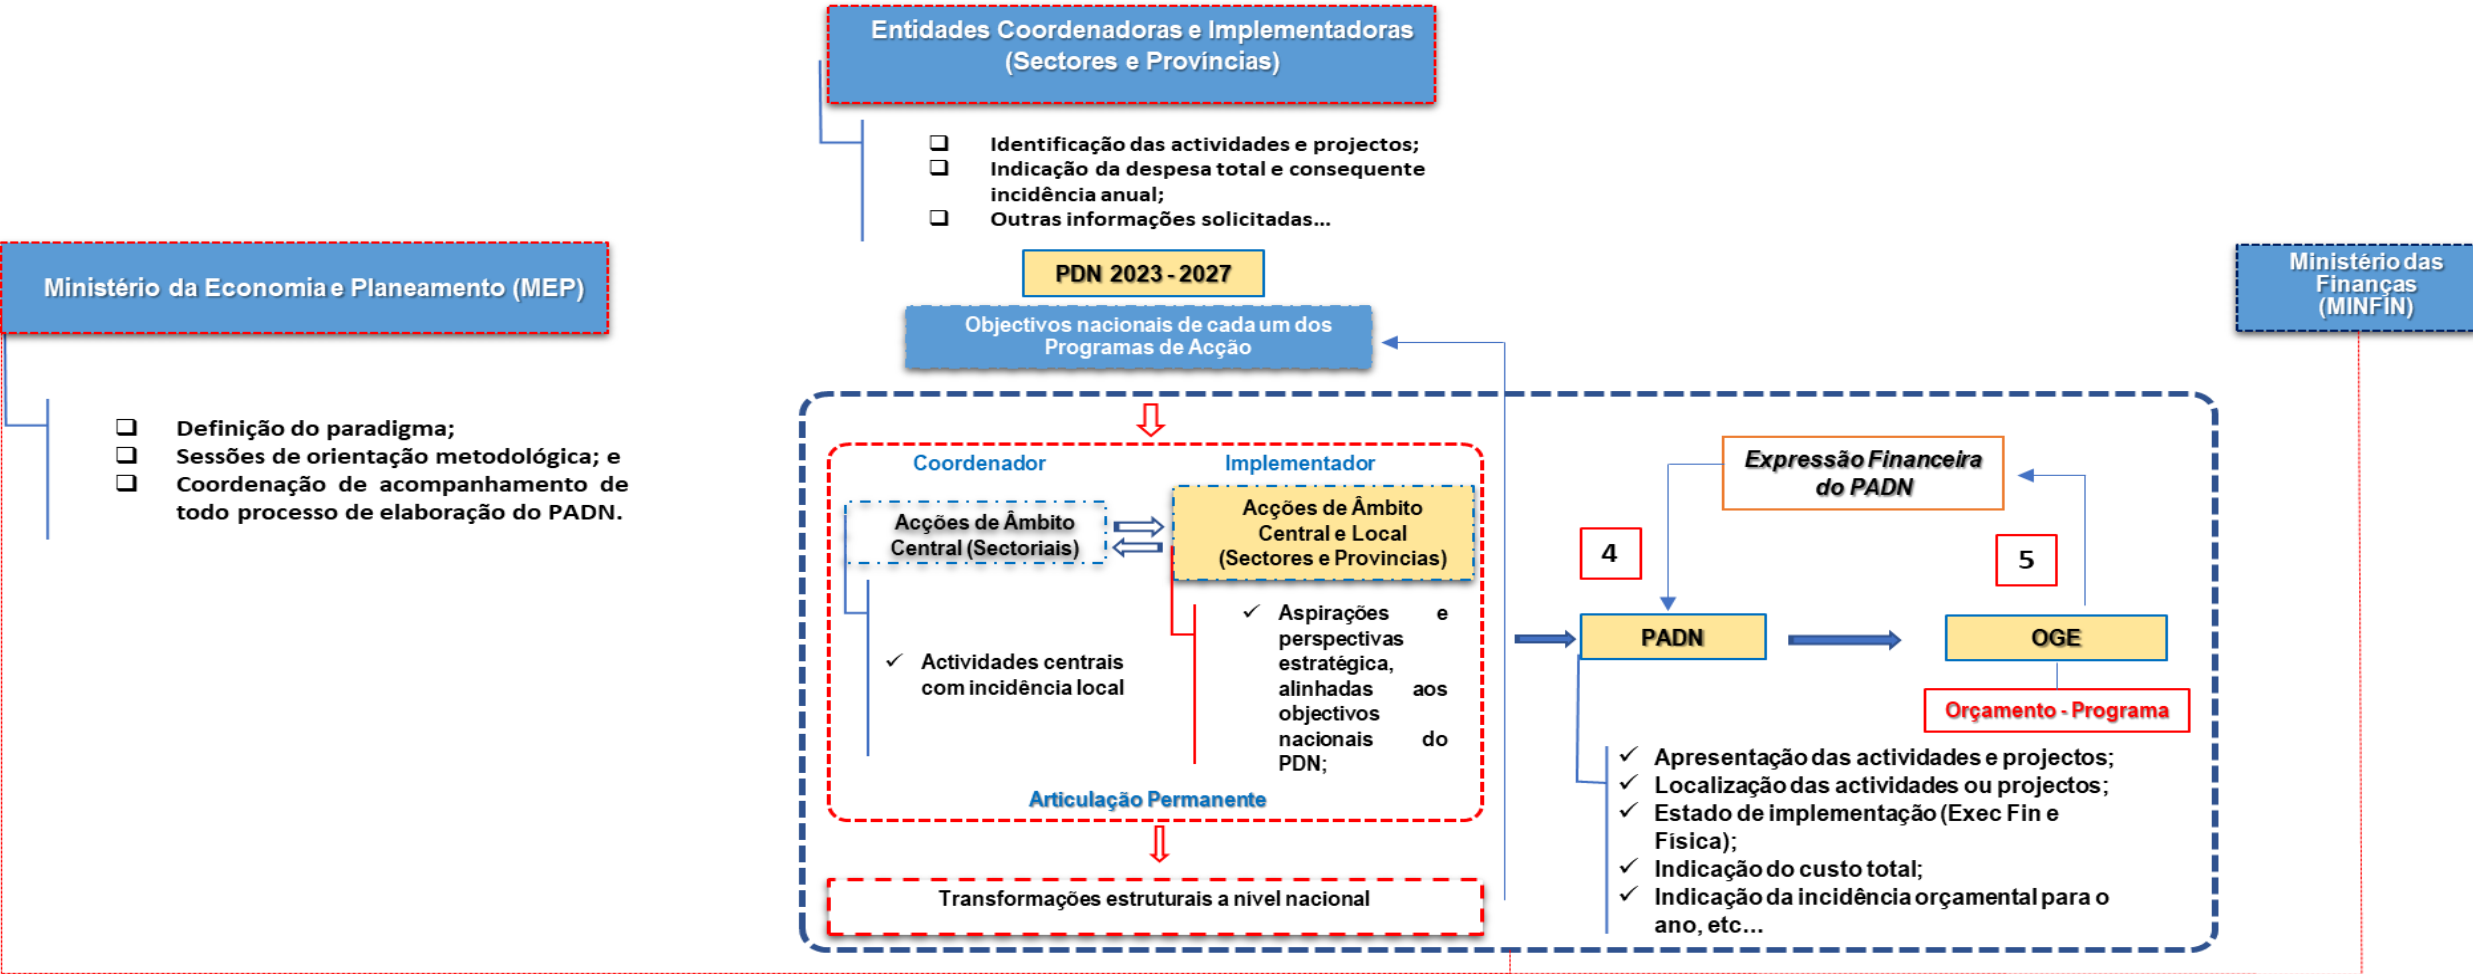 Entidades Coordenadoras e Implementadoras
(Sectores e Províncias)
Identificação das actividades e projectos;
Indicação da despesa total e consequente
incidência anual;
Outras informações solicitadas...
PDN 2023 - 2027
Objectivos nacionais de cada um dos
Programas de Acção
Ministério da Economia e Planeamento (MEP)
Definição do paradigma;
Sessões de orientação metodológica; e
Coordenação de acompanhamento de
todo processo de elaboração do PADN.
Ministério das
Finanças
(MINFIN)
Coordenador
Implementador
Acções de Âmbito
Central (Sectoriais)
Acções de Âmbito
Central e Local
(Sectores e Provincias)
Actividades centrais
com incidência local
Aspirações e
perspectivas
estratégica,
alinhadas aos
objectivos
nacionais do
PDN;
Articulação Permanente
Transformações estruturais a nivel nacional
Expressão Financeira
do PADN
4
5
PADN
OGE
Orçamento - Programa
Apresentação das actividades e projectos;
Localização das actividades ou projectos;
Estado de implementação (Exec Fin e
Física);
Indicação do custo total;
Indicação da incidência orçamental para o
ano, etc...